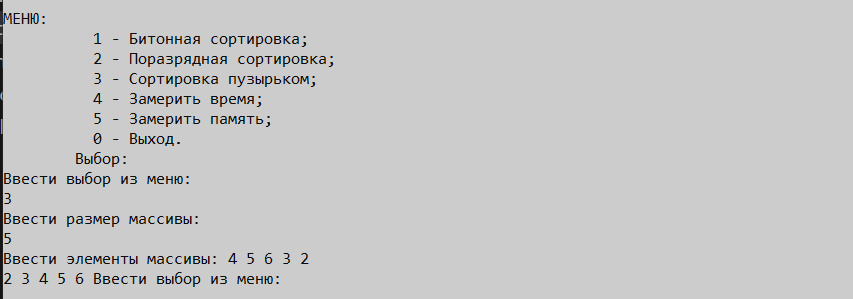 МЕНЮ:
1 - Битонная сортировка;
2 - Поразрядная сортировка;
3 - Сортировка пузырьком;
4 - Замерить время;
5 - Замерить память;
0 - Выход.
Выбор:
Ввести выбор из меню:
3
Ввести размер массивы:
5
Ввести элементы массивы: 4 5 6 3 2
2 3 4 5 6 Ввести выбор из меню: